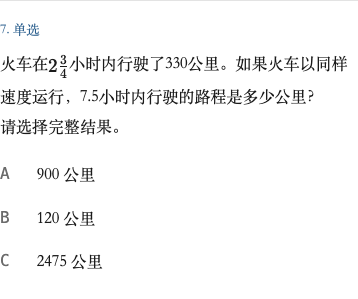 7. 单选
火车在2 3/4 小时内行驶了330公里。如果火车以同样
速度运行，7.5小时内行驶的路程是多少公里?
请选择完整结果。
A 900 公里
B 120 公里
C 2475 公里